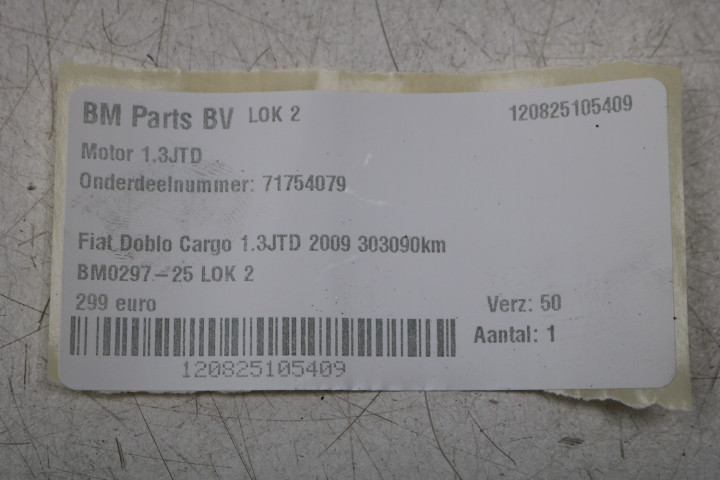 BM Parts BV LOK 2 120825105409
Motor 1.3JTD
Onderdeelnummer: 71754079
Fiat Doblo Cargo 1.3JTD 2009 303090km
BM0297-25 LOK 2
299 euro Verz: 50
Aantal: 1
120825105409